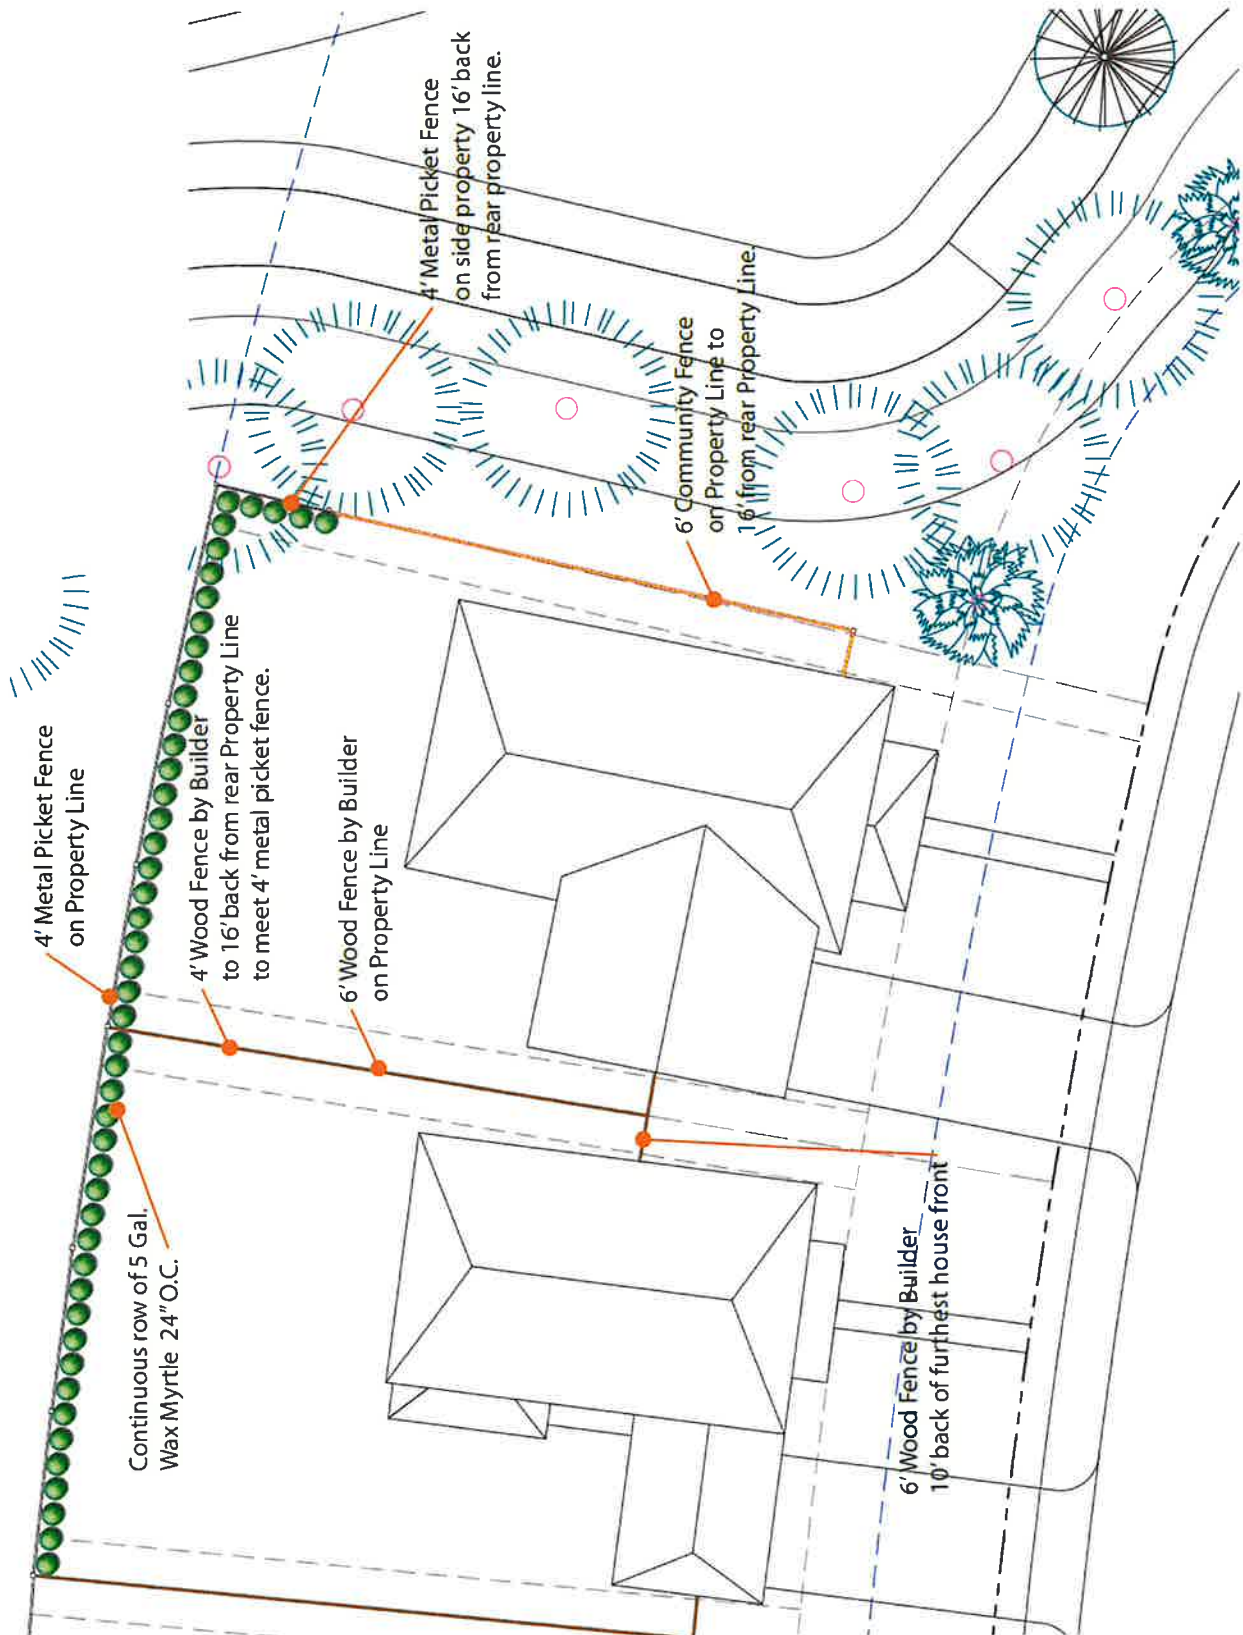 4' Metal Picket Fence
on Property Line
4' Wood Fence by Builder
to 16' back from rear Property Line
to meet 4' metal picket fence.
6' Wood Fence by Builder
on Property Line
Continuous row of 5 Gal.
Wax Myrtle 24" O.C.
4' Metal Picket Fence
on side property 16' back
from rear property line.
6' Community Fence
on Property Line to
16' from rear Property Line.
6' Wood Fence by Builder
10' back of furthest house front